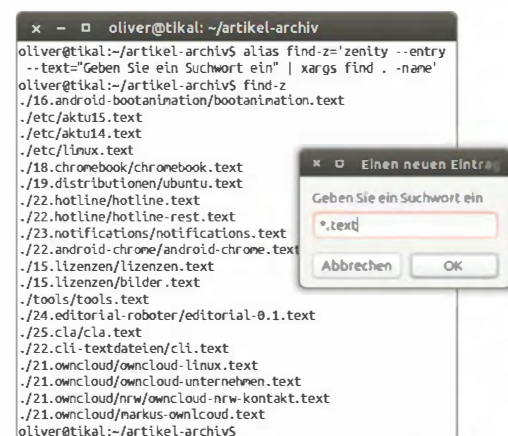 oliver@tikal: ~/artikel-archiv
oliver@tikal:~/artikel-archiv$ alias find-z='zenity --entry
--text="Geben Sie ein Suchwort ein" | xargs find . -name'
oliver@tikal:~/artikel-archiv$ find-z
./16.android-bootanimation/bootanimation.text
./etc/aktu15.text
./etc/aktu14.text
./etc/linux.text
./18.chromebook/chromebook.text
./19.distributionen/ubuntu.text
./22.hotline/hotline.text
./22.hotline/hotline-rest.text
./23.notifications/notifications.text
./22.android-chrome/android-chrome.text
./15.lizenzen/lizenzen.text
./15.lizenzen/bilder.text
./tools/tools.text
./24.editorial-roboter/editorial-0.1.text
./25.cla/cla.text
./22.cli-textdateien/cli.text
./21.owncloud/owncloud-linux.text
./21.owncloud/owncloud-unternehmen.text
./21.owncloud/nrw/owncloud-nrw-kontakt.text
./21.owncloud/markus-ownlcoud.text
oliver@tikal:~/artikel-archiv$
Einen neuen Eintrag
Geben Sie ein Suchwort ein
*.text
Abbrechen
OK